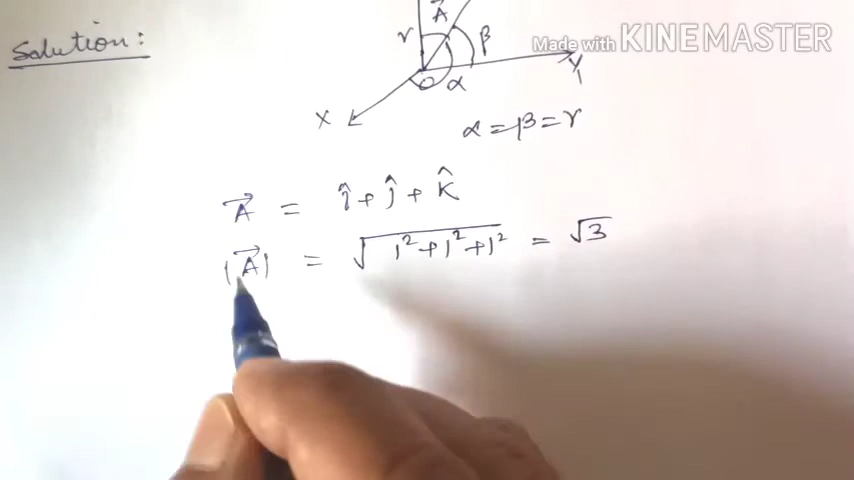 Solution:
A⃗
γ β
Made with KINEMASTER
Y
O α
X
α = β = γ
A⃗ = î + ĵ + k̂
|A⃗| = √(1² + 1² + 1²) = √3